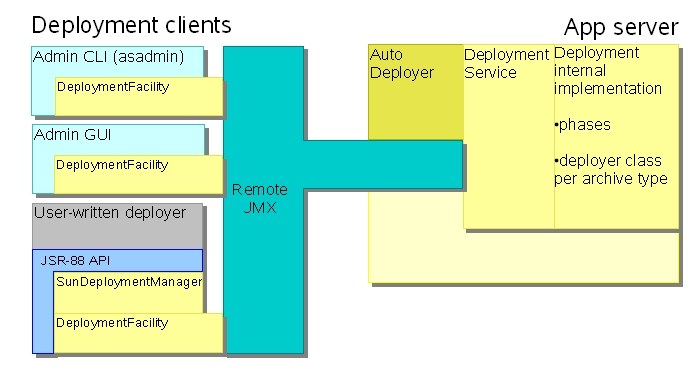 Deployment clients
App server
Admin CLI (asadmin)
DeploymentFacility
Admin GUI
DeploymentFacility
User-written deployer
JSR-88 API
SunDeploymentManager
DeploymentFacility
Remote
JMX
Auto
Deployer
Deployment
Service
Deployment
internal
implementation
•phases
•deployer class
per archive type